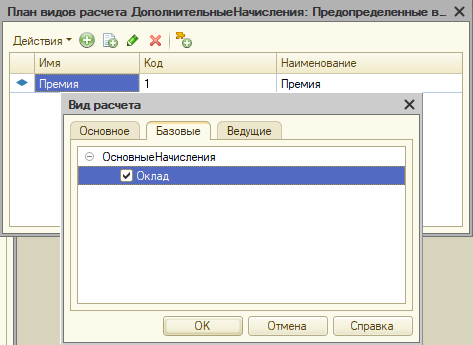 План видов расчета ДополнительныеНачисления: Предопределенные в...
Действия
Имя Код Наименование
Премия 1 Премия
Вид расчета
Основное Базовые Ведущие
ОсновныеНачисления
Оклад
OK Отмена Справка